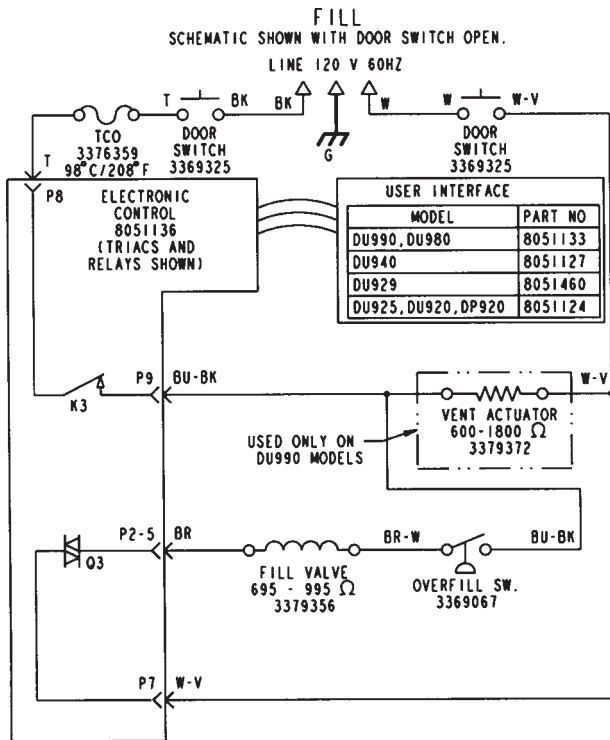 FILL
SCHEMATIC SHOWN WITH DOOR SWITCH OPEN.
LINE 120 V 60HZ
T
BK
BK
W
W
W-V
TCO
3376359
98°C/208°F
DOOR
SWITCH
3369325
G
DOOR
SWITCH
3369325
T
P8
ELECTRONIC
CONTROL
8051136
(TRIACS AND
RELAYS SHOWN)
USER INTERFACE
MODEL PART NO
DU990,DU980 8051133
DU940 8051127
DU929 8051460
DU925,DU920,DP920 8051124
P9
BU-BK
W-V
K3
VENT ACTUATOR
600-1800 Ω
3379372
USED ONLY ON
DU990 MODELS
P2-5
BR
BR-W
BU-BK
Q3
FILL VALVE
695 - 995 Ω
3379356
OVERFILL SW.
3369067
P7
W-V